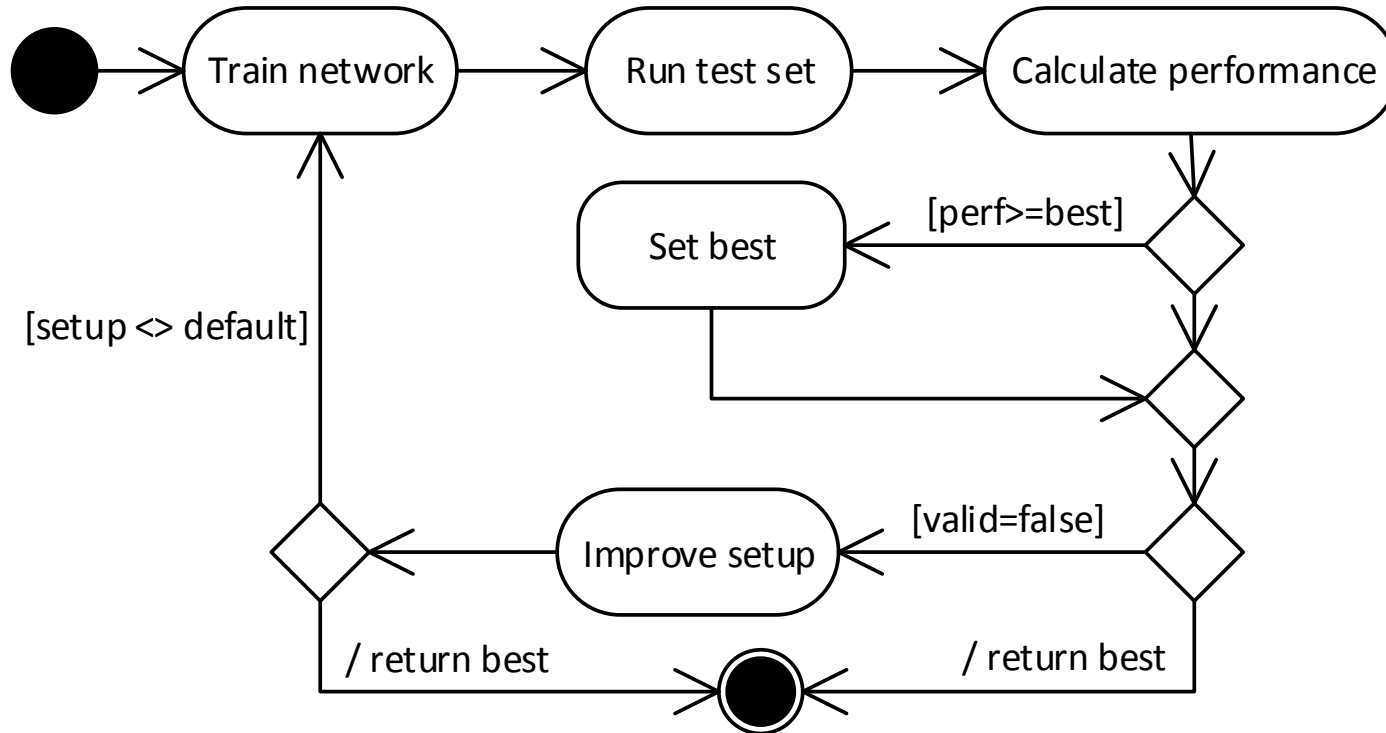 Train network
Run test set
Calculate performance
[perf>=best]
Set best
[setup <> default]
[valid=false]
Improve setup
/ return best
/ return best